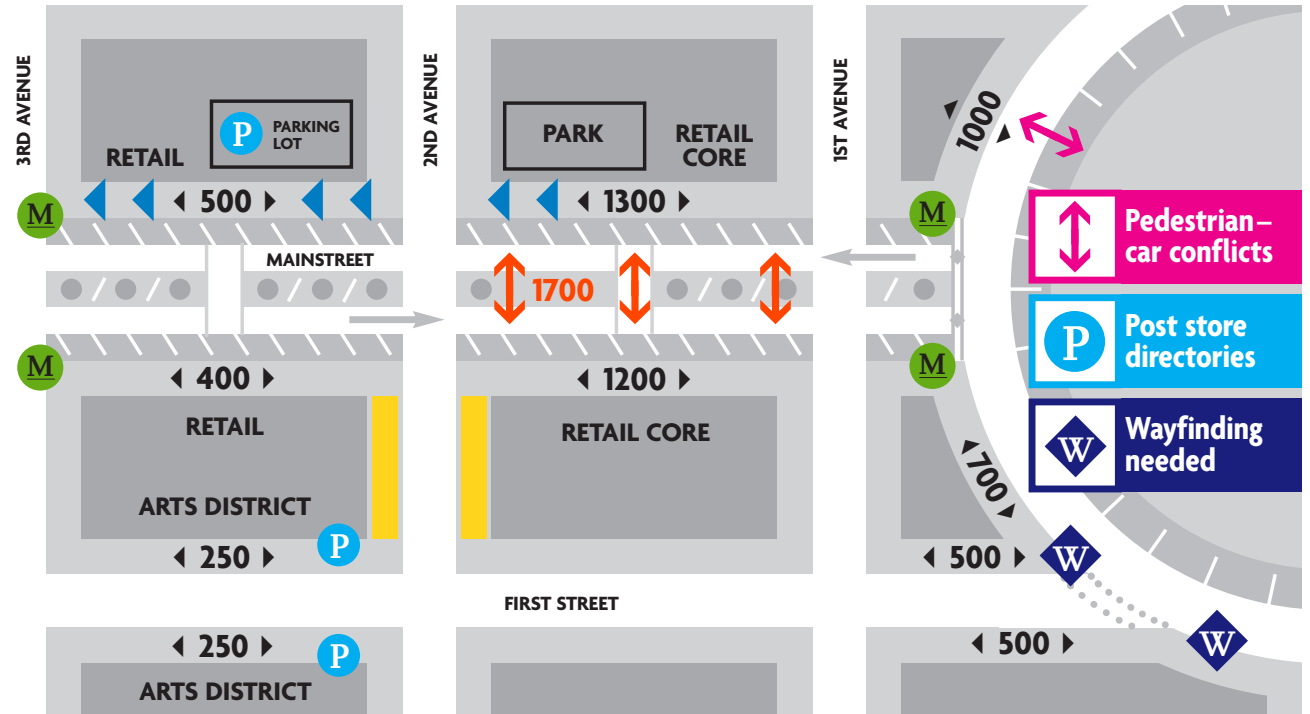 3RD AVENUE
2ND AVENUE
1ST AVENUE
P PARKING
LOT
RETAIL
PARK
RETAIL
CORE
1000
500
1300
M
M
MAINSTREET
1700
M
M
400
1200
RETAIL
RETAIL CORE
700
ARTS DISTRICT
P
250
500
W
FIRST STREET
250
P
500
W
ARTS DISTRICT
Pedestrian–
car conflicts
P
Post store
directories
W
Wayfinding
needed